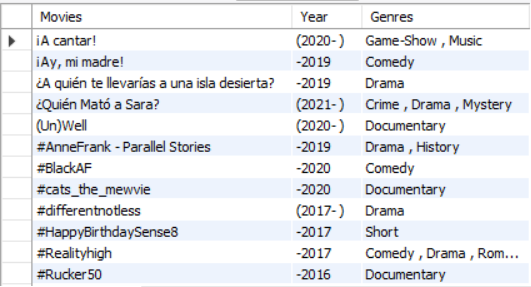 Movies Year Genres
¡A cantar! (2020- ) Game-Show , Music
¡Ay, mi madre! -2019 Comedy
¿A quién te llevarías a una isla desierta? -2019 Drama
¿Quién Mató a Sara? (2021- ) Crime , Drama , Mystery
(Un)Well (2020- ) Documentary
#AnneFrank - Parallel Stories -2019 Drama , History
#BlackAF -2020 Comedy
#cats_the_mewvie -2020 Documentary
#differentnotless (2017- ) Drama
#HappyBirthdaySense8 -2017 Short
#Realityhigh -2017 Comedy , Drama , Rom...
#Rucker50 -2016 Documentary